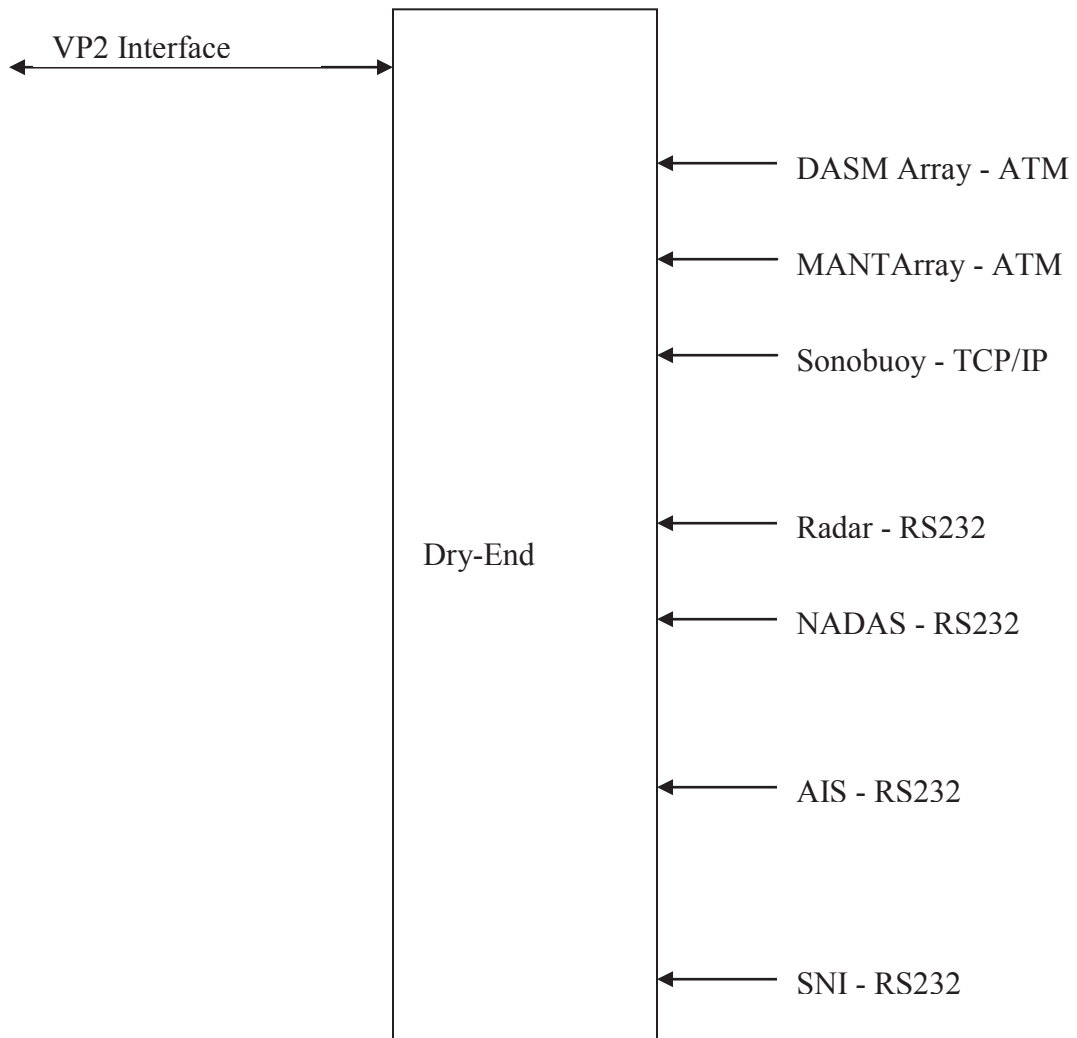 VP2 Interface
DASM Array - ATM
MANTArray - ATM
Sonobuoy - TCP/IP
Radar - RS232
Dry-End
NADAS - RS232
AIS - RS232
SNI - RS232